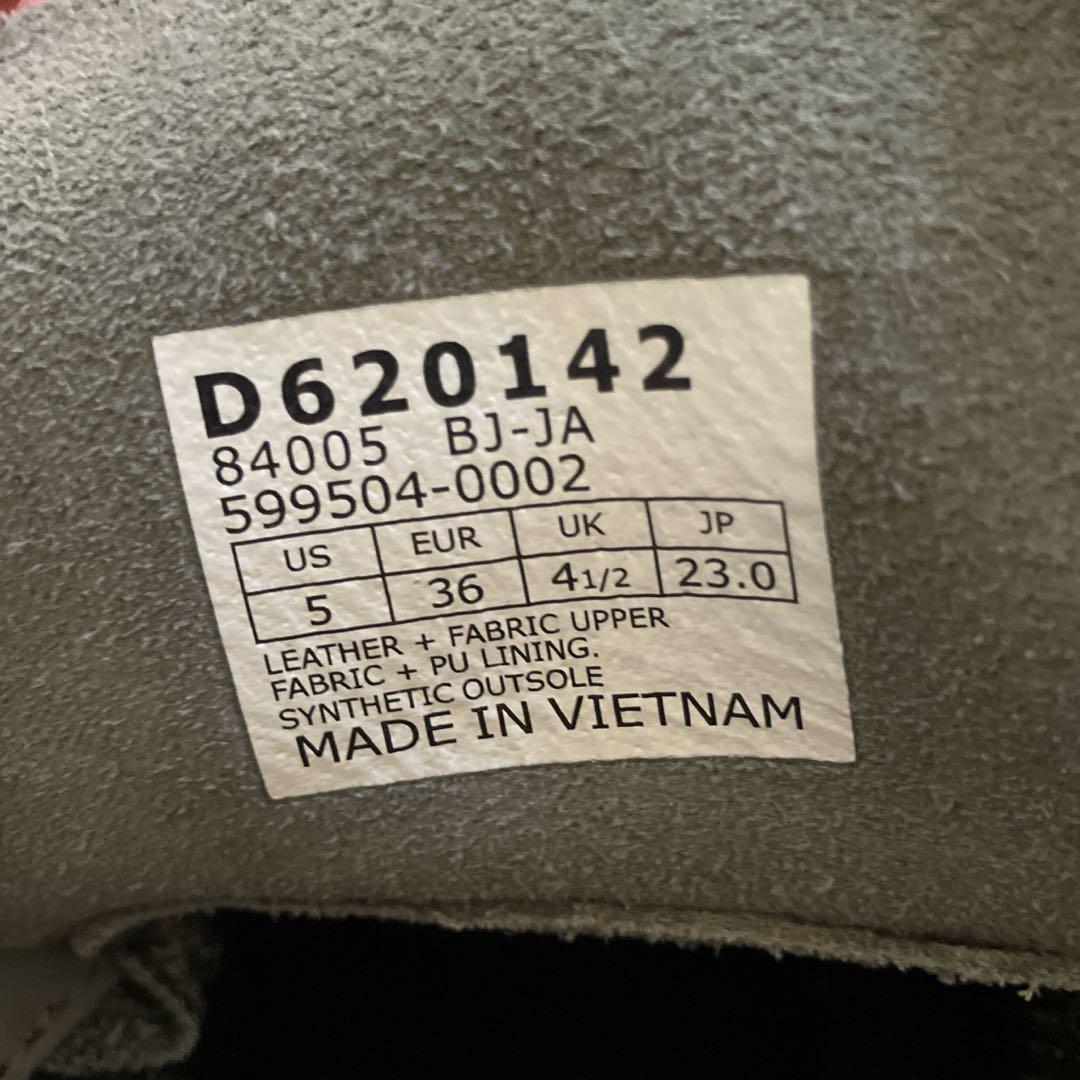 D620142
84005 BJ-JA
599504-0002
US EUR UK JP
5 36 4 1/2 23.0
LEATHER + FABRIC UPPER
FABRIC + PU LINING.
SYNTHETIC OUTSOLE
MADE IN VIETNAM